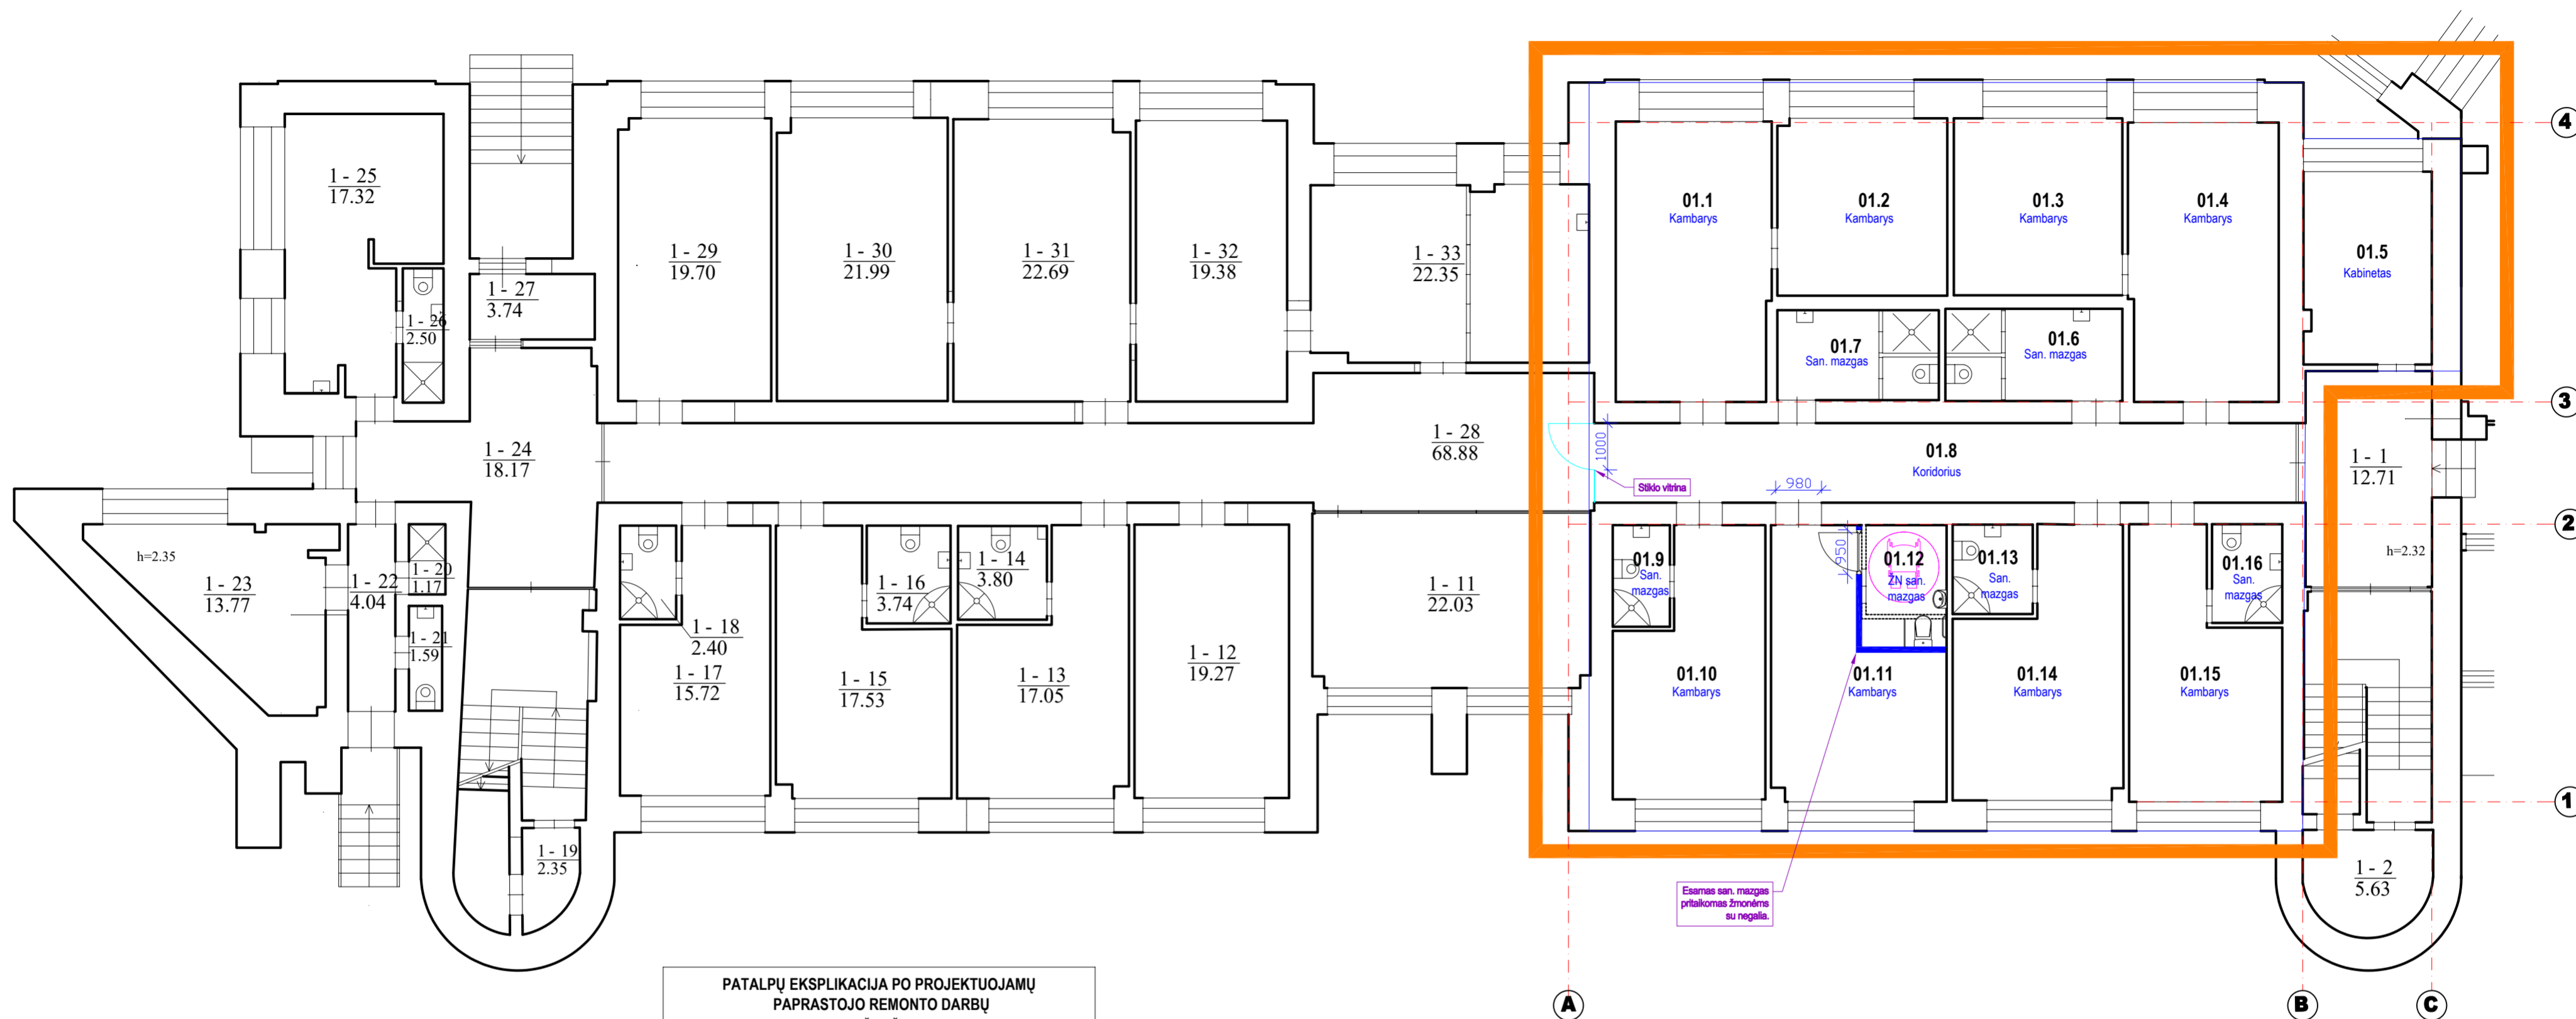 1 - 25
17.32
1 - 26
2.50
1 - 27
3.74
1 - 29
19.70
1 - 30
21.99
1 - 31
22.69
1 - 32
19.38
1 - 33
22.35
01.1
Kambarys
01.2
Kambarys
01.3
Kambarys
01.4
Kambarys
01.5
Kabinetas
01.7
San. mazgas
01.6
San. mazgas
4
3
2
1
1 - 24
18.17
1 - 28
68.88
1000
Stiklo vitrina
980
01.8
Koridorius
1 - 1
12.71
h=2.35
1 - 23
13.77
1 - 22
4.04
1 - 20
1.17
1 - 21
1.59
1 - 18
2.40
1 - 17
15.72
1 - 16
3.74
1 - 15
17.53
1 - 14
3.80
1 - 13
17.05
1 - 12
19.27
1 - 11
22.03
01.9
San.
mazgas
01.10
Kambarys
950
01.11
Kambarys
01.12
ŽN san.
mazgas
01.13
San.
mazgas
01.14
Kambarys
01.15
Kambarys
01.16
San.
mazgas
h=2.32
1 - 19
2.35
1 - 2
5.63
Esamas san. mazgas
pritaikomas žmonėms
su negalia.
PATALPŲ EKSPLIKACIJA PO PROJEKTUOJAMŲ
PAPRASTOJO REMONTO DARBŲ
A
B
C